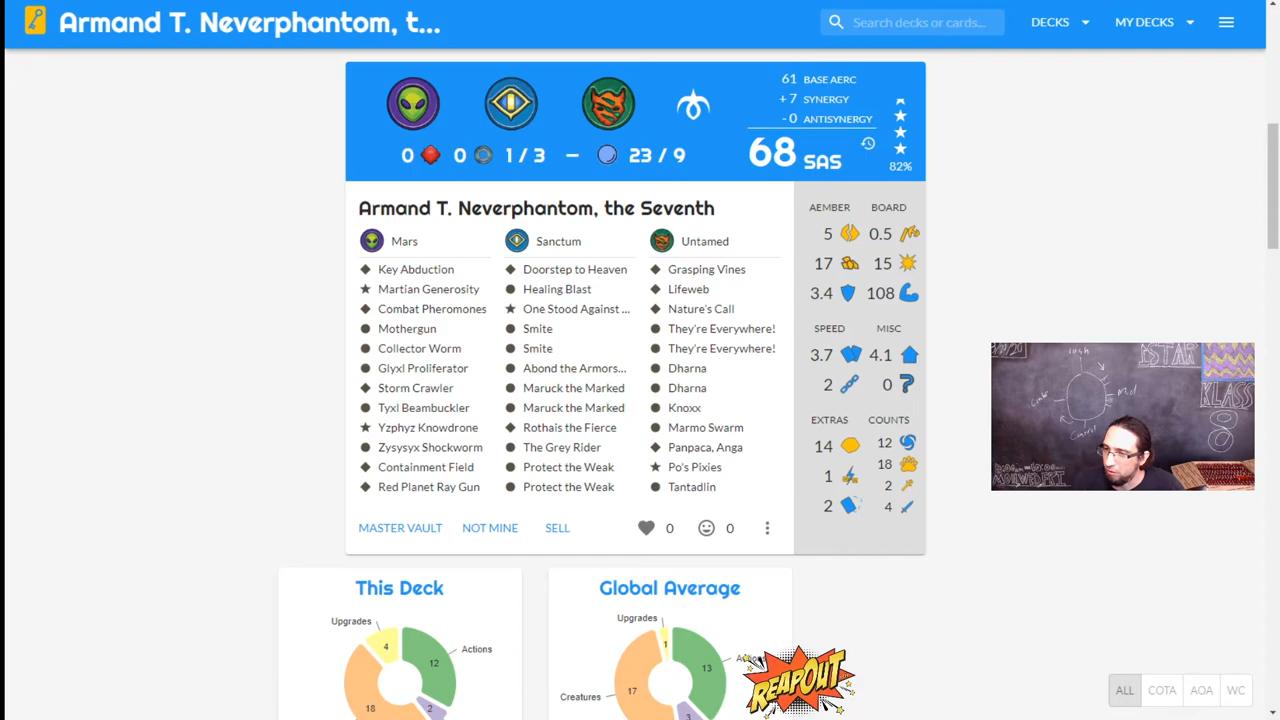 Armand T. Neverphantom, t...
Search decks or cards...
DECKS
MY DECKS
61 BASE AERC
+ 7 SYNERGY
- 0 ANTISYNERGY
68 SAS
82%
0 0 1 / 3 – 23 / 9
Armand T. Neverphantom, the Seventh
Mars
Key Abduction
Martian Generosity
Combat Pheromones
Mothergun
Collector Worm
Glyxl Proliferator
Storm Crawler
Tyxl Beambuckler
Yzphyz Knowdrone
Zysysyx Shockworm
Containment Field
Red Planet Ray Gun
Sanctum
Doorstep to Heaven
Healing Blast
One Stood Against ...
Smite
Smite
Abond the Armors...
Maruck the Marked
Maruck the Marked
Rothais the Fierce
The Grey Rider
Protect the Weak
Protect the Weak
Untamed
Grasping Vines
Lifeweb
Nature's Call
They're Everywhere!
They're Everywhere!
Dharna
Dharna
Knoxx
Marmo Swarm
Panpaca, Anga
Po's Pixies
Tantadlin
AEMBER BOARD
5 0.5
17 15
3.4 108
SPEED MISC
3.7 4.1
2 0
EXTRAS COUNTS
14 12
18
1 2
2 4
MASTER VAULT
NOT MINE
SELL
0
0
This Deck
Upgrades
4
Actions
12
18
2
Global Average
Upgrades
1
13
Creatures
17
3
REAPOUT
ALL
COTA
AOA
WC
High
KLASS
8